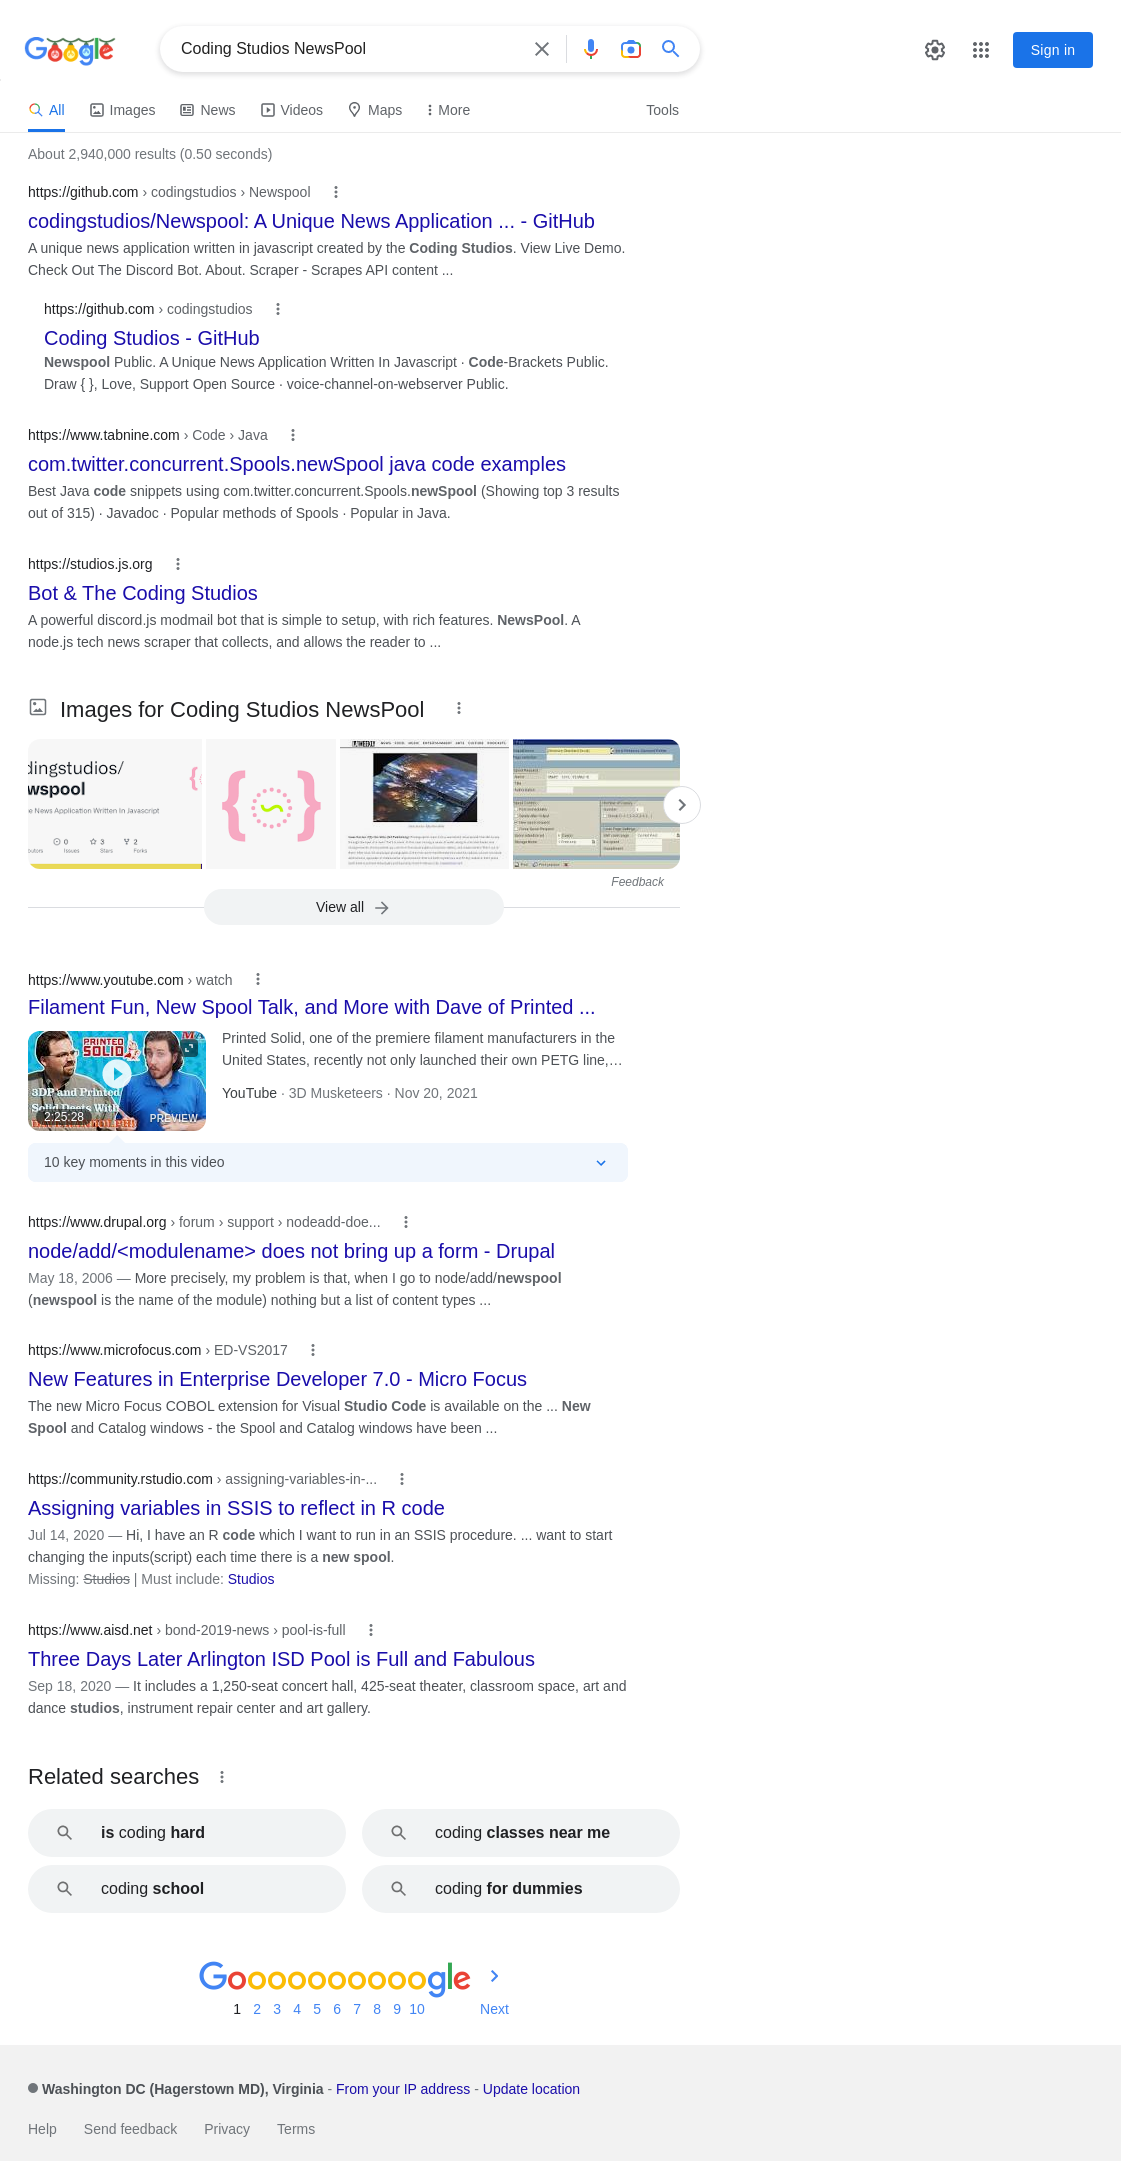 Google
Coding Studios NewsPool
Sign in
All Images News Videos Maps More Tools
About 2,940,000 results (0.50 seconds)
https://github.com › codingstudios › Newspool
codingstudios/Newspool: A Unique News Application ... - GitHub
A unique news application written in javascript created by the Coding Studios. View Live Demo.
Check Out The Discord Bot. About. Scraper - Scrapes API content ...
https://github.com › codingstudios
Coding Studios - GitHub
Newspool Public. A Unique News Application Written In Javascript · Code-Brackets Public.
Draw { }, Love, Support Open Source · voice-channel-on-webserver Public.
https://www.tabnine.com › Code › Java
com.twitter.concurrent.Spools.newSpool java code examples
Best Java code snippets using com.twitter.concurrent.Spools.newSpool (Showing top 3 results
out of 315) · Javadoc · Popular methods of Spools · Popular in Java.
https://studios.js.org
Bot & The Coding Studios
A powerful discord.js modmail bot that is simple to setup, with rich features. NewsPool. A
node.js tech news scraper that collects, and allows the reader to ...
Images for Coding Studios NewsPool
dingstudios/
wspool
e News Application Written In Javascript
0 3 2
Issues Stars Forks
Feedback
View all
https://www.youtube.com › watch
Filament Fun, New Spool Talk, and More with Dave of Printed ...
PRINTED
SOLID
3DP and Printed
Solid Deets With
2:25:28
PREVIEW
Printed Solid, one of the premiere filament manufacturers in the
United States, recently not only launched their own PETG line,…
YouTube · 3D Musketeers · Nov 20, 2021
10 key moments in this video
https://www.drupal.org › forum › support › nodeadd-doe...
node/add/<modulename> does not bring up a form - Drupal
May 18, 2006 — More precisely, my problem is that, when I go to node/add/newspool
(newspool is the name of the module) nothing but a list of content types ...
https://www.microfocus.com › ED-VS2017
New Features in Enterprise Developer 7.0 - Micro Focus
The new Micro Focus COBOL extension for Visual Studio Code is available on the ... New
Spool and Catalog windows - the Spool and Catalog windows have been ...
https://community.rstudio.com › assigning-variables-in-...
Assigning variables in SSIS to reflect in R code
Jul 14, 2020 — Hi, I have an R code which I want to run in an SSIS procedure. ... want to start
changing the inputs(script) each time there is a new spool.
Missing: Studios | Must include: Studios
https://www.aisd.net › bond-2019-news › pool-is-full
Three Days Later Arlington ISD Pool is Full and Fabulous
Sep 18, 2020 — It includes a 1,250-seat concert hall, 425-seat theater, classroom space, art and
dance studios, instrument repair center and art gallery.
Related searches
is coding hard
coding classes near me
coding school
coding for dummies
Goooooooooogle
1 2 3 4 5 6 7 8 9 10 Next
Washington DC (Hagerstown MD), Virginia - From your IP address - Update location
Help Send feedback Privacy Terms